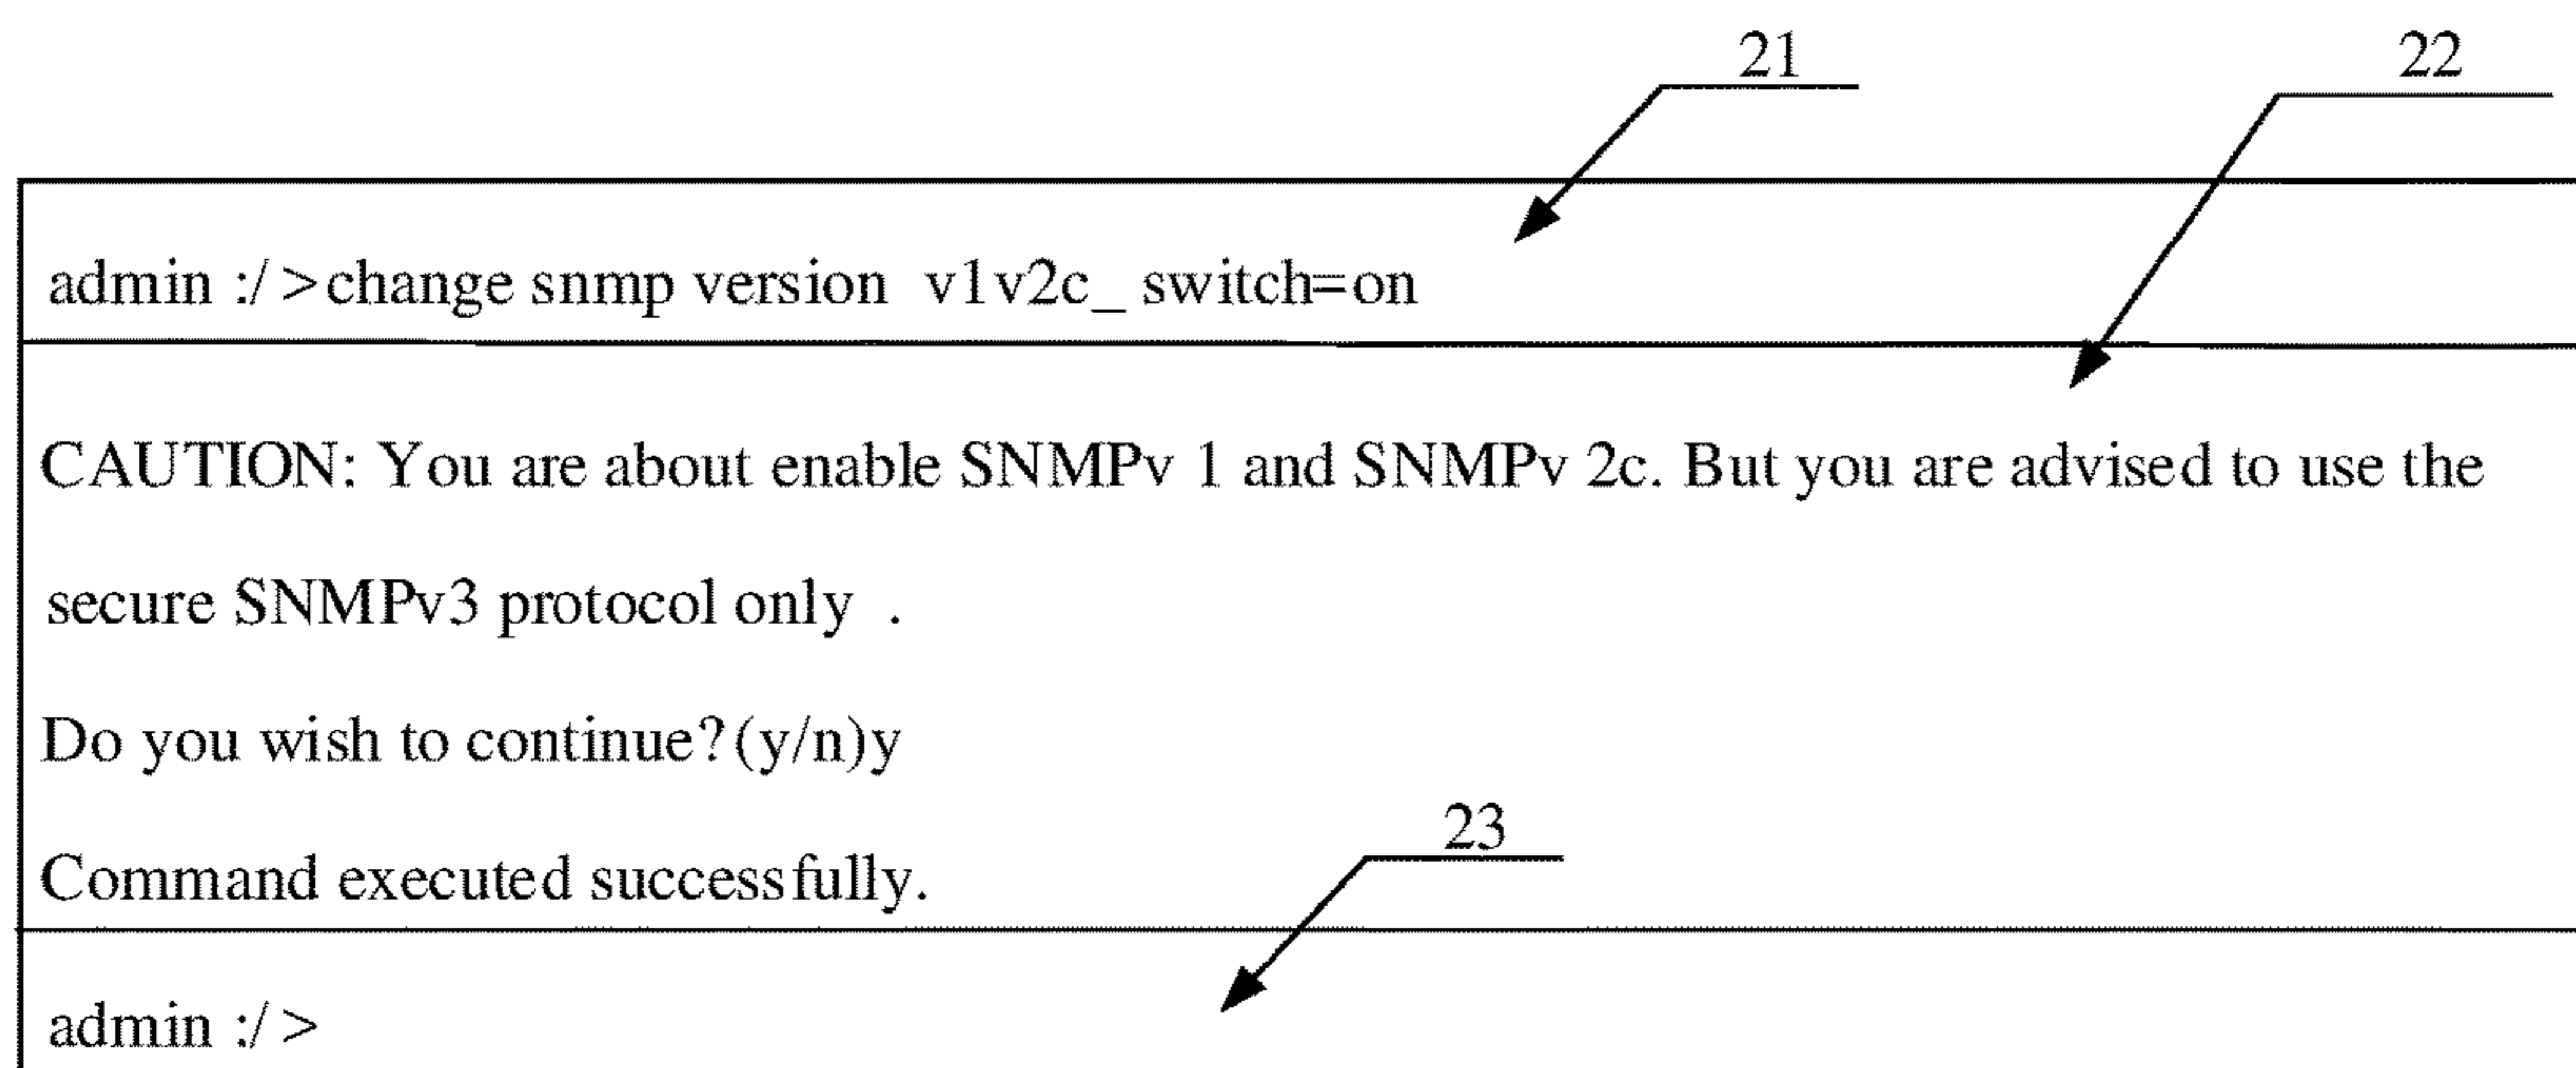 21
22
admin :/ >change snmp version v1v2c_ switch=on
CAUTION: You are about enable SNMPv 1 and SNMPv 2c. But you are advised to use the
secure SNMPv3 protocol only .
Do you wish to continue?(y/n)y
23
Command executed successfully.
admin :/ >